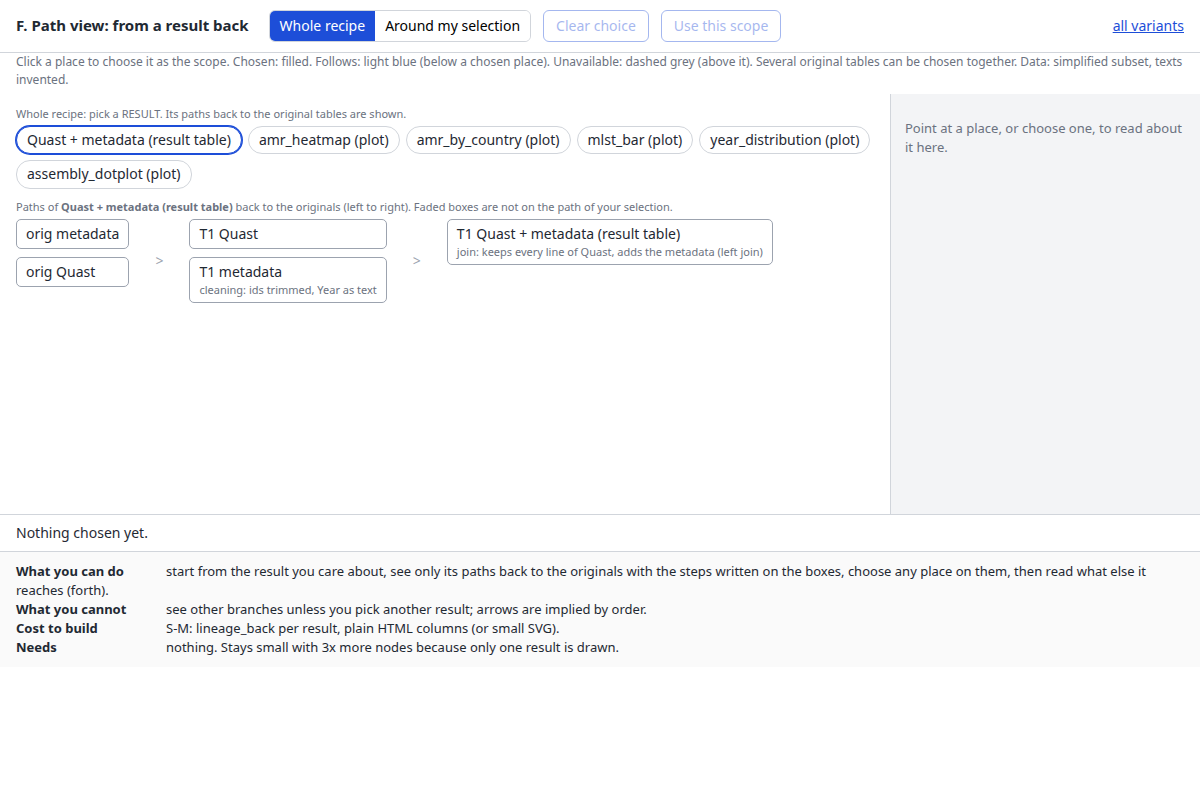 F. Path view: from a result back
Whole recipe
Around my selection
Clear choice
Use this scope
all variants
Click a place to choose it as the scope. Chosen: filled. Follows: light blue (below a chosen place). Unavailable: dashed grey (above it). Several original tables can be chosen together. Data: simplified subset, texts
invented.
Whole recipe: pick a RESULT. Its paths back to the original tables are shown.
Quast + metadata (result table)
amr_heatmap (plot)
amr_by_country (plot)
mlst_bar (plot)
year_distribution (plot)
assembly_dotplot (plot)
Point at a place, or choose one, to read about
it here.
Paths of Quast + metadata (result table) back to the originals (left to right). Faded boxes are not on the path of your selection.
orig metadata
orig Quast
>
T1 Quast
T1 metadata
cleaning: ids trimmed, Year as text
>
T1 Quast + metadata (result table)
join: keeps every line of Quast, adds the metadata (left join)
Nothing chosen yet.
What you can do start from the result you care about, see only its paths back to the originals with the steps written on the boxes, choose any place on them, then read what else it
reaches (forth).
What you cannot see other branches unless you pick another result; arrows are implied by order.
Cost to build S-M: lineage_back per result, plain HTML columns (or small SVG).
Needs nothing. Stays small with 3x more nodes because only one result is drawn.